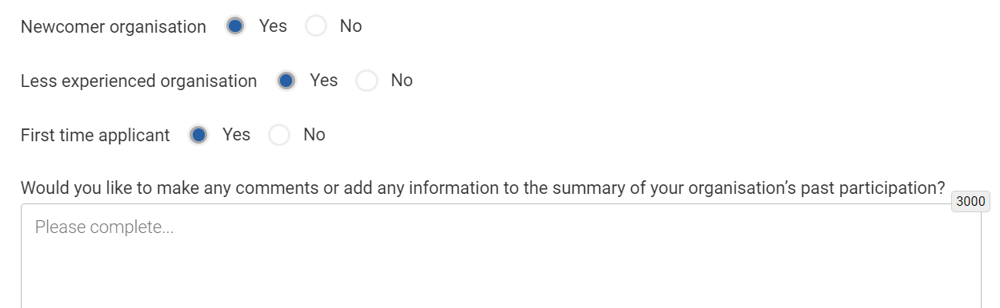 Newcomer organisation Yes No
Less experienced organisation Yes No
First time applicant Yes No
Would you like to make any comments or add any information to the summary of your organisation’s past participation?
3000
Please complete...